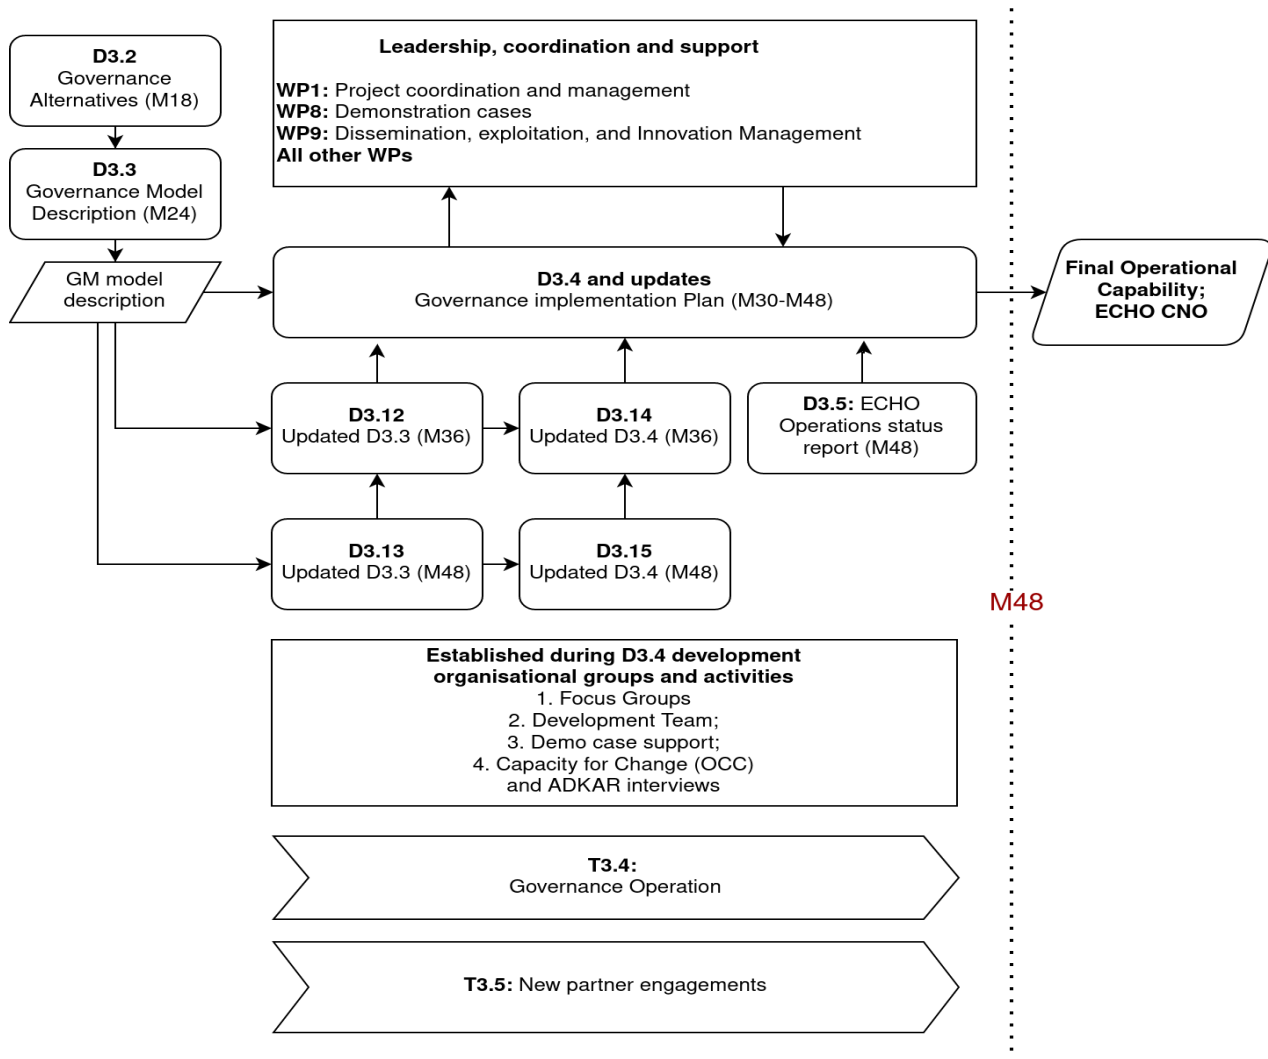 D3.2
Governance
Alternatives (M18)
D3.3
Governance Model
Description (M24)
GM model
description
Leadership, coordination and support
WP1: Project coordination and management
WP8: Demonstration cases
WP9: Dissemination, exploitation, and Innovation Management
All other WPs
D3.4 and updates
Governance implementation Plan (M30-M48)
Final Operational
Capability;
ECHO CNO
D3.12
Updated D3.3 (M36)
D3.14
Updated D3.4 (M36)
D3.5: ECHO
Operations status
report (M48)
D3.13
Updated D3.3 (M48)
D3.15
Updated D3.4 (M48)
M48
Established during D3.4 development
organisational groups and activities
1. Focus Groups
2. Development Team;
3. Demo case support;
4. Capacity for Change (OCC)
and ADKAR interviews
T3.4:
Governance Operation
T3.5: New partner engagements